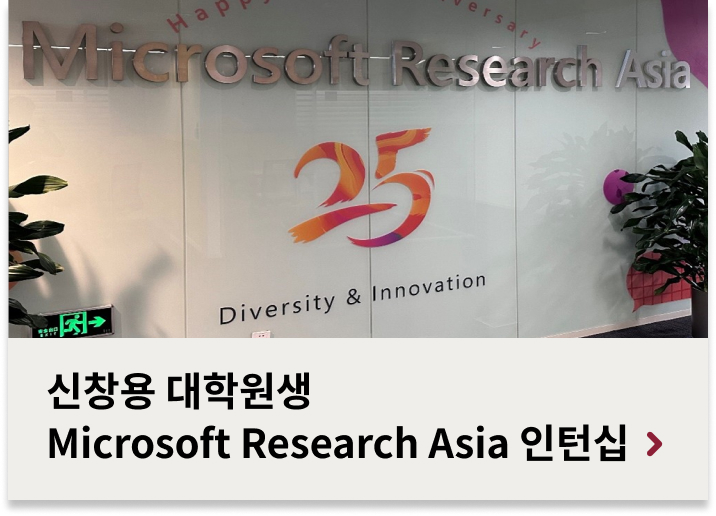 Happy
versary
Microsoft Research Asia
25
Diversity & Innovation
신창용 대학원생
Microsoft Research Asia 인턴십